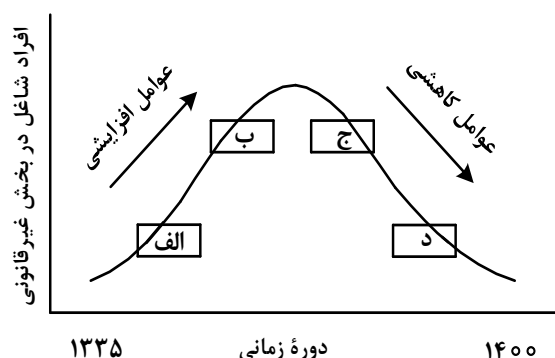 افراد شاغل در بخش غیرقانونی
عوامل افزایشی
عوامل کاهشی
ب
ج
الف
د
۱۳۳۵
دورهٔ زمانی
۱۴۰۰